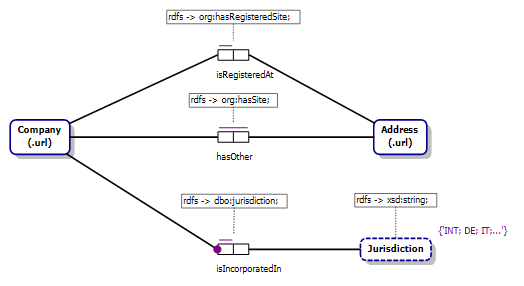 rdfs -> org:hasRegisteredSite;
isRegisteredAt
rdfs -> org:hasSite;
Company
(.url)
Address
(.url)
hasOther
rdfs -> dbo:jurisdiction;
rdfs -> xsd:string;
{'INT; DE; IT;...'}
Jurisdiction
isIncorporatedIn